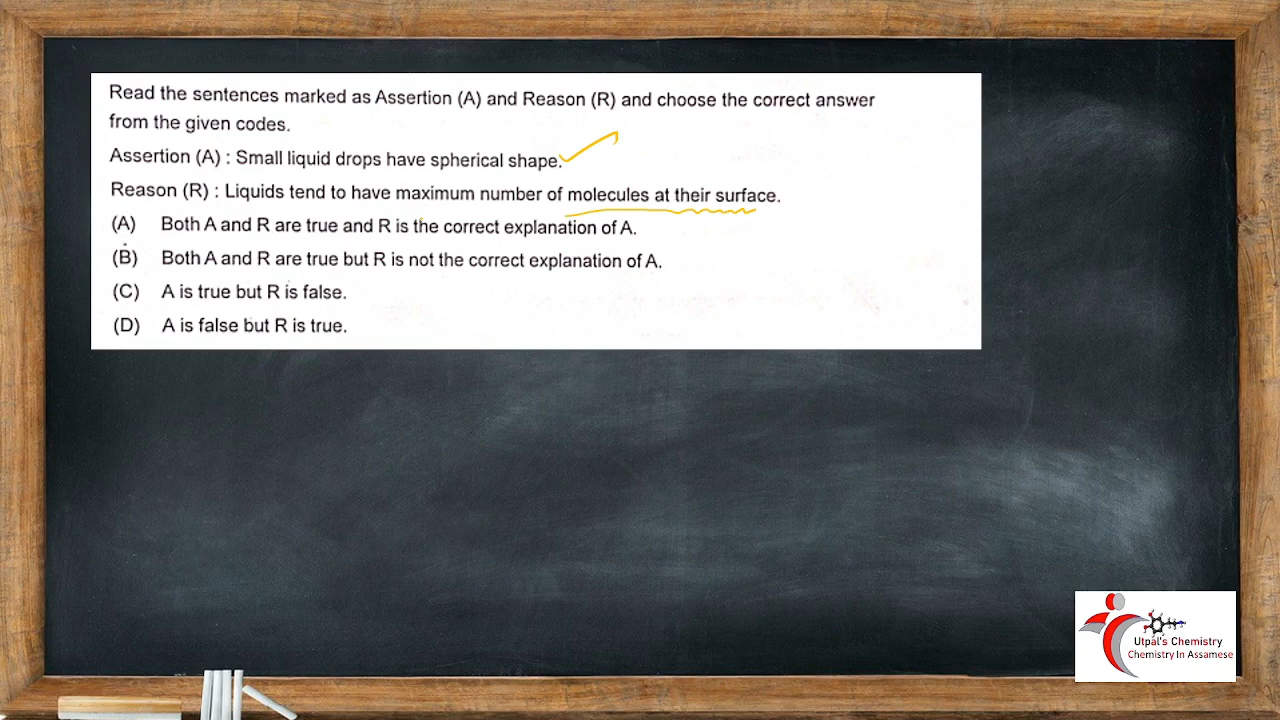 Read the sentences marked as Assertion (A) and Reason (R) and choose the correct answer
from the given codes.
Assertion (A) : Small liquid drops have spherical shape.
Reason (R) : Liquids tend to have maximum number of molecules at their surface.
(A) Both A and R are true and R is the correct explanation of A.
(B) Both A and R are true but R is not the correct explanation of A.
(C) A is true but R is false.
(D) A is false but R is true.
Utpal's Chemistry
Chemistry In Assamese